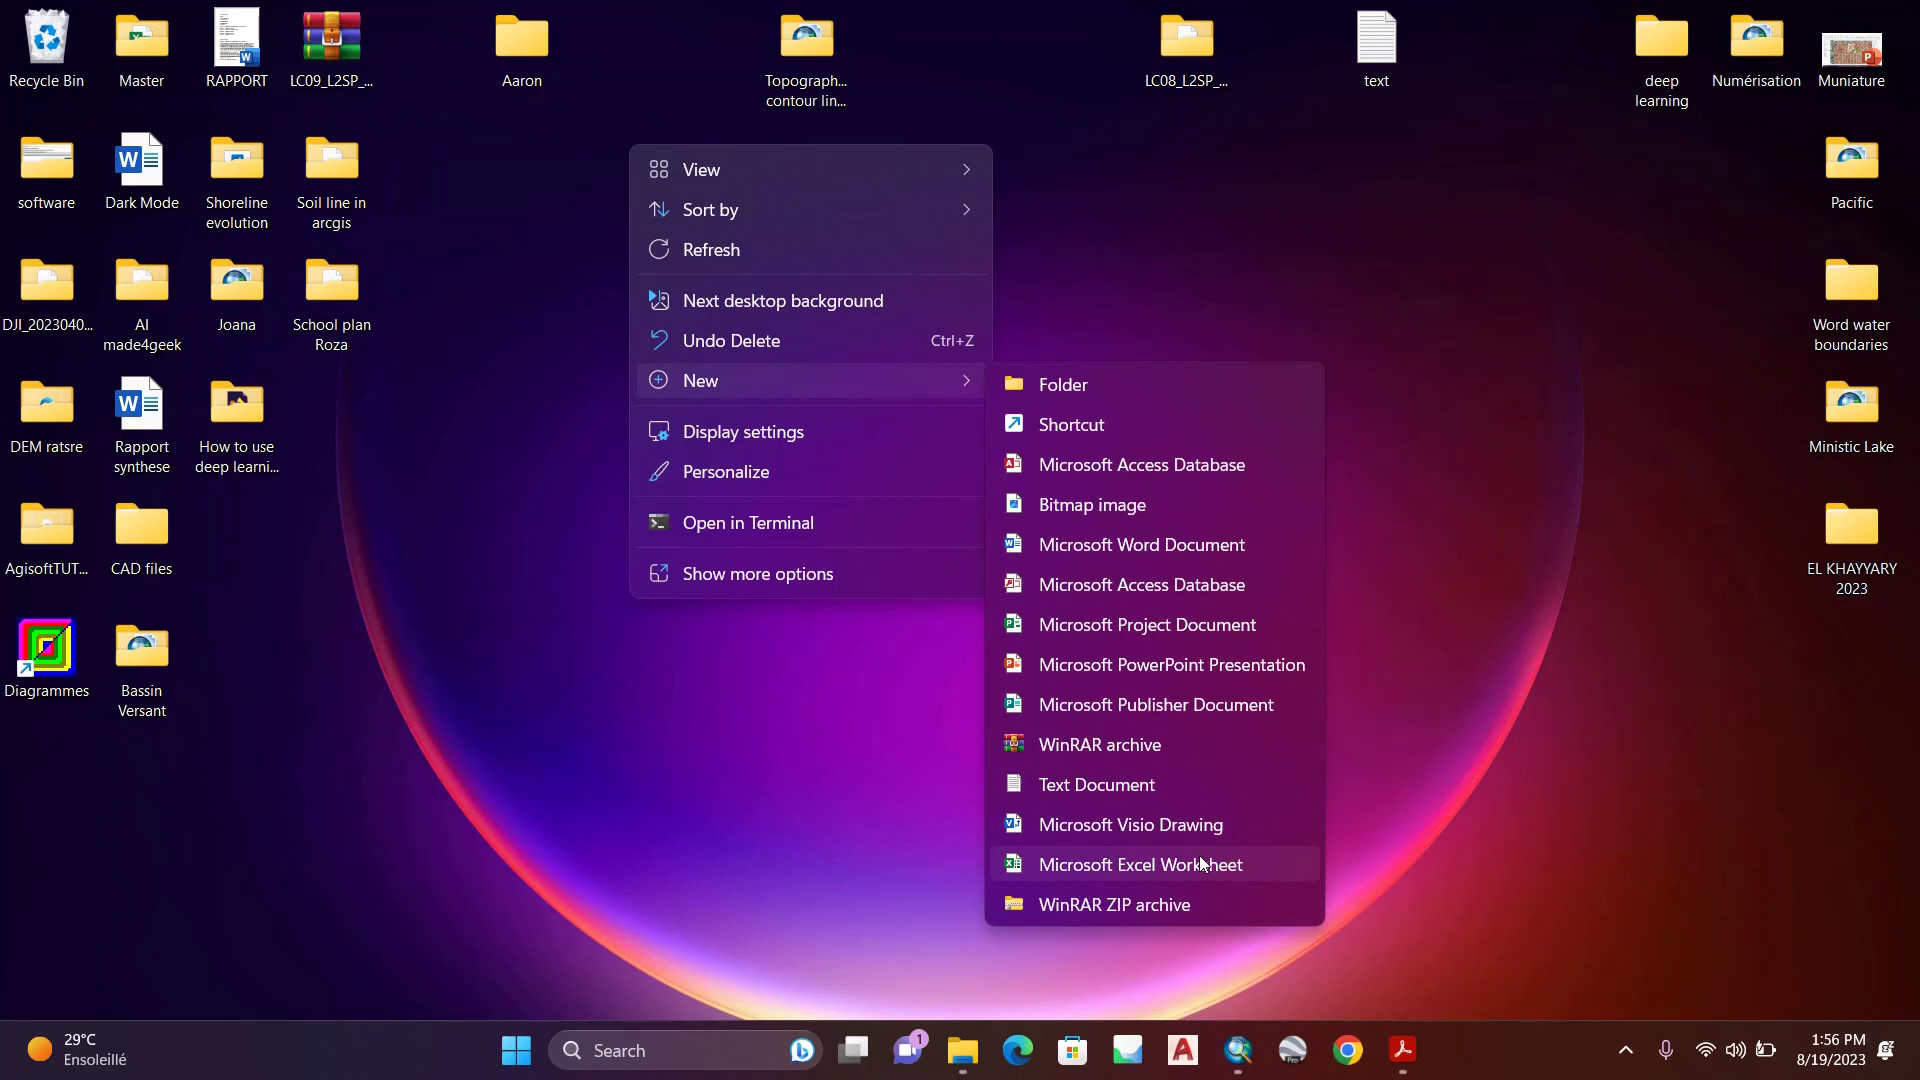 Recycle Bin
Master
RAPPORT
LC09_L2SP_...
Aaron
Topograph...
contour lin...
LC08_L2SP_...
text
deep
learning
Numérisation
Muniature
software
Dark Mode
Shoreline
evolution
Soil line in
arcgis
Pacific
DJI_2023040...
AI
made4geek
Joana
School plan
Roza
Word water
boundaries
DEM ratsre
Rapport
synthese
How to use
deep learni...
Ministic Lake
AgisoftTUT...
CAD files
EL KHAYYARY
2023
Diagrammes
Bassin
Versant
View
Sort by
Refresh
Next desktop background
Undo Delete Ctrl+Z
New
Display settings
Personalize
Open in Terminal
Show more options
Folder
Shortcut
Microsoft Access Database
Bitmap image
Microsoft Word Document
Microsoft Access Database
Microsoft Project Document
Microsoft PowerPoint Presentation
Microsoft Publisher Document
WinRAR archive
Text Document
Microsoft Visio Drawing
Microsoft Excel Worksheet
WinRAR ZIP archive
29°C
Ensoleillé
Search
1
Pro
1:56 PM
8/19/2023